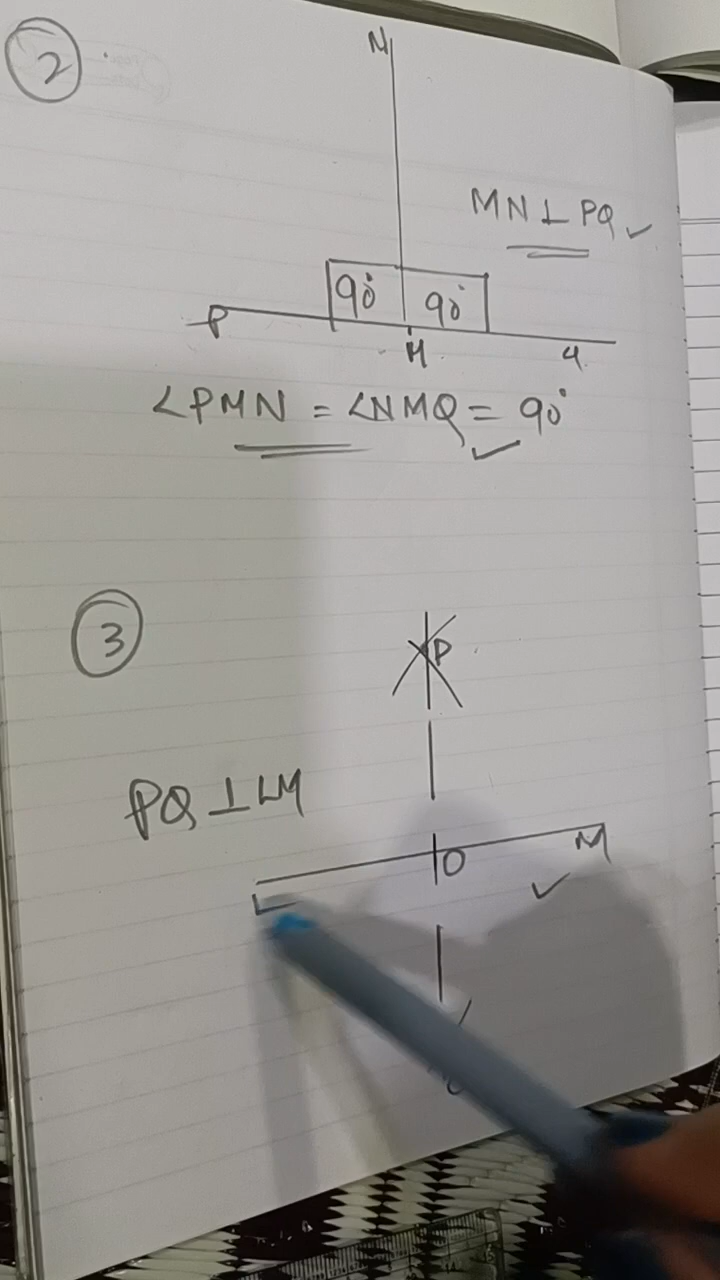 2
N
MN ⊥ PQ
90° 90°
P M Q
∠PMN = ∠NMQ = 90°
3
P
PQ ⊥ LM
O M
L